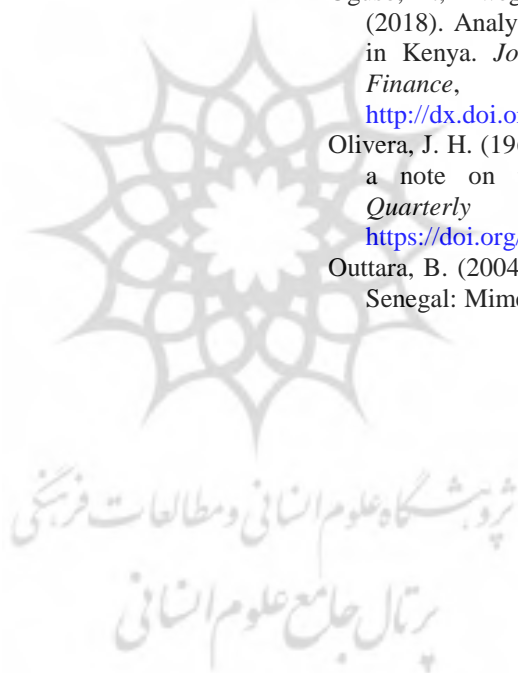 (2018). Analy
in Kenya. Jo
Finance,
http://dx.doi.o
Olivera, J. H. (196
a note on
Quarterly
https://doi.org/
Outtara, B. (2004
Senegal: Mime
پژوهشگاه علوم انسانی و مطالعات فرهنگی
پرتال جامع علوم انسانی